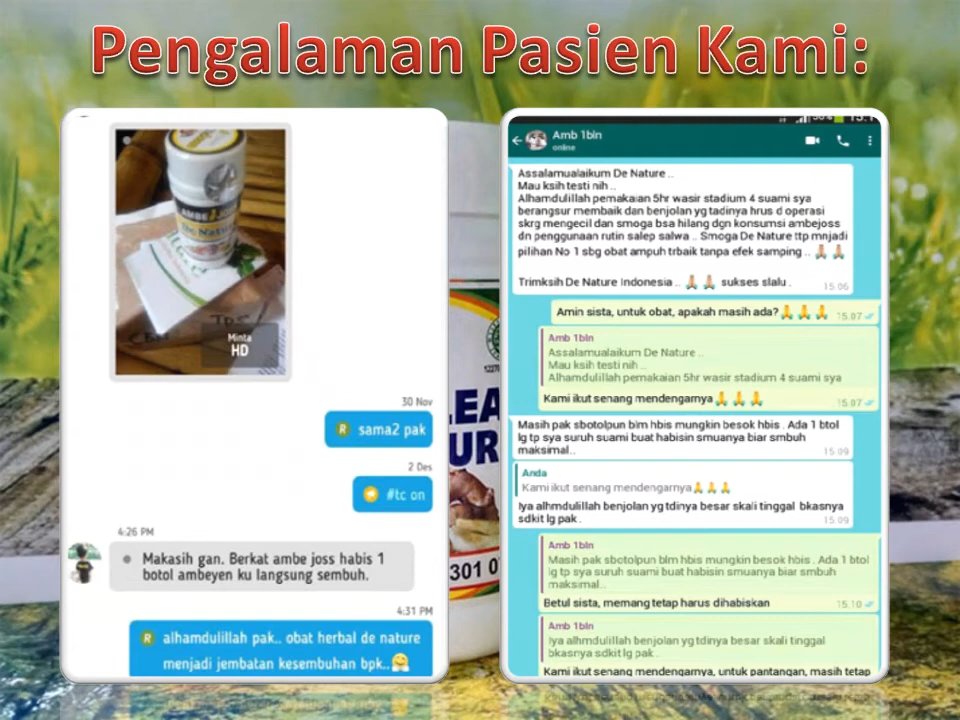 Pengalaman Pasien Kami:
AMBEJOSS
De Nature
Minta
HD
30 Nov
R sama2 pak
2 Des
#tc on
4:26 PM
Makasih gan. Berkat ambe joss habis 1
botol ambeyen ku langsung sembuh.
4:31 PM
R alhamdulillah pak.. obat herbal de nature
menjadi jembatan kesembuhan bpk..🤗
LEA
UR
301 0
Amb 1bln
online
Assalamualaikum De Nature ..
Mau ksih testi nih ..
Alhamdulillah pemakaian 5hr wasir stadium 4 suami sya
berangsur membaik dan benjolan yg tadinya hrus d operasi
skrg mengecil dan smoga bsa hilang dgn konsumsi ambejoss
dn penggunaan rutin salep salwa .. Smoga De Nature ttp mnjadi
pilihan No 1 sbg obat ampuh trbaik tanpa efek samping .. 🙏🙏
Trimksih De Nature Indonesia .. 🙏🙏 sukses slalu .
15.06
Amin sista, untuk obat, apakah masih ada?🙏🙏🙏 15.07
Amb 1bln
Assalamualaikum De Nature ..
Mau ksih testi nih ..
Alhamdulillah pemakaian 5hr wasir stadium 4 suami sya
Kami ikut senang mendengarnya🙏🙏🙏 15.07
Masih pak sbotolpun blm hbis mungkin besok hbis . Ada 1 btol
lg tp sya suruh suami buat habisin smuanya biar smbuh
maksimal.. 15.09
Anda
Kami ikut senang mendengarnya🙏🙏🙏
Iya alhmdulillah benjolan yg tdinya besar skali tinggal bkasnya
sdkit lg pak . 15.09
Amb 1bln
Masih pak sbotolpun blm hbis mungkin besok hbis . Ada 1 btol
lg tp sya suruh suami buat habisin smuanya biar smbuh
maksimal..
Betul sista, memang tetap harus dihabiskan 15.10
Amb 1bln
Iya alhmdulillah benjolan yg tdinya besar skali tinggal
bkasnya sdkit lg pak..
Kami ikut senang mendengarnya, untuk pantangan, masih tetap